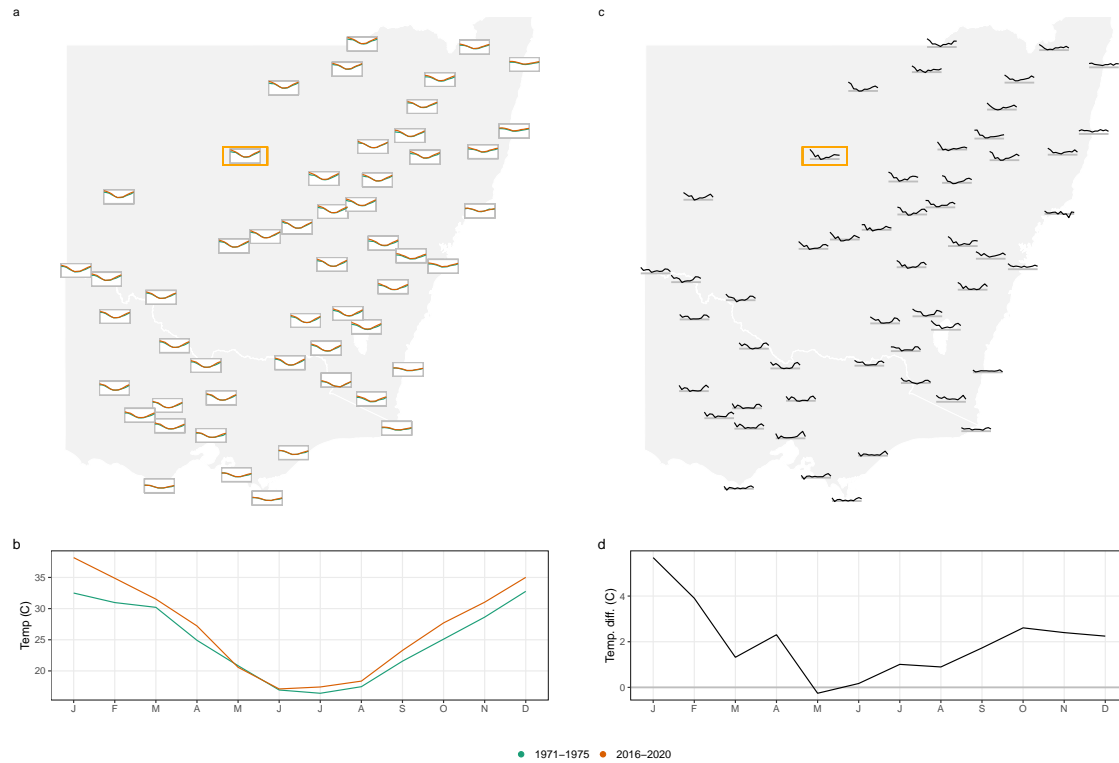 a
c
b
Temp (C)
35
30
25
20
J F M A M J J A S O N D
d
Temp. diff. (C)
4
2
0
J F M A M J J A S O N D
1971–1975 2016–2020